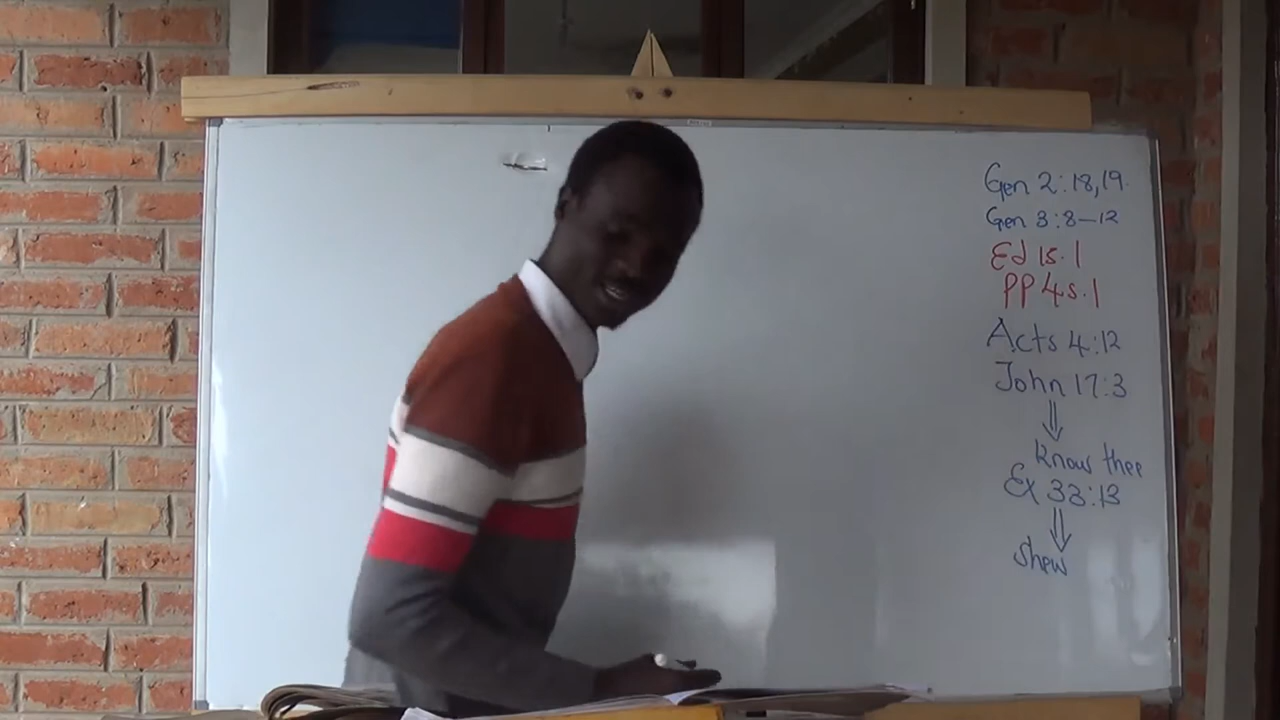 Gen 2:18,19.
Gen 3:8-12
Ed 15.1
PP 45.1
Acts 4:12
John 17:3
⇓
know thee
Ex 33:13
⇓
shew